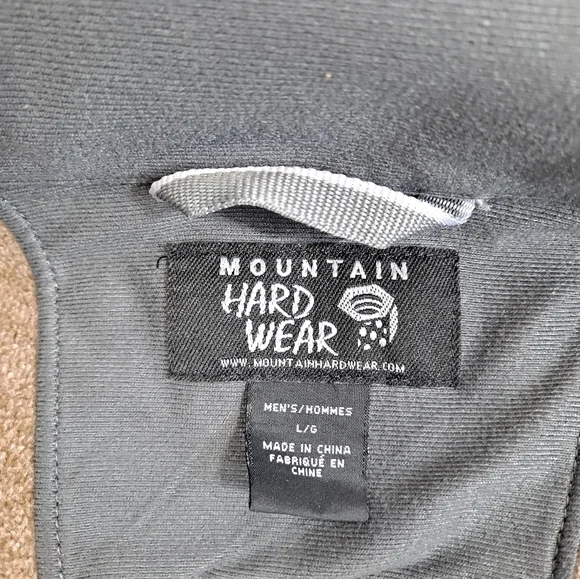 MOUNTAIN
HARD
WEAR
WWW.MOUNTAINHARDWEAR.COM
MEN'S/HOMMES
L/G
MADE IN CHINA
FABRIQUÉ EN
CHINE